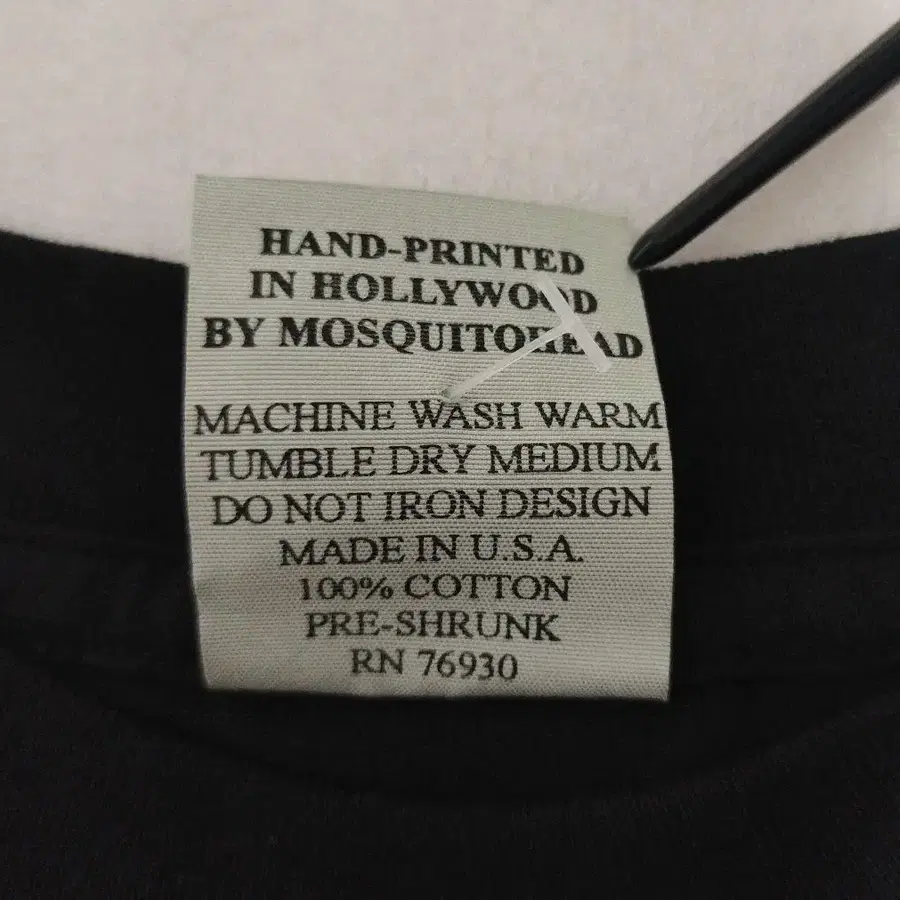 HAND-PRINTED
IN HOLLYWOOD
BY MOSQUITOHEAD
MACHINE WASH WARM
TUMBLE DRY MEDIUM
DO NOT IRON DESIGN
MADE IN U.S.A.
100% COTTON
PRE-SHRUNK
RN 76930